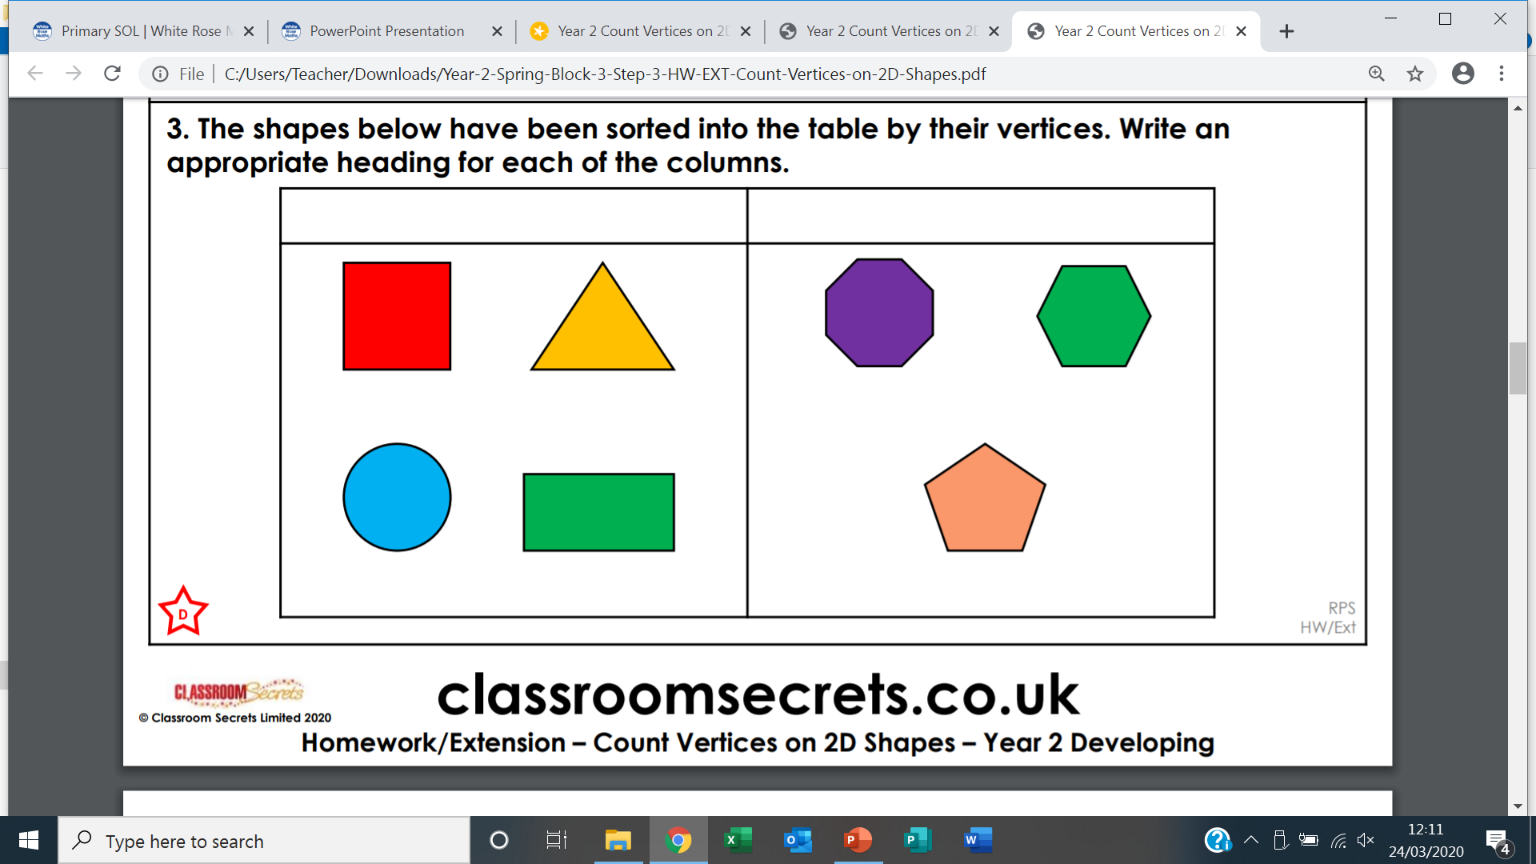 Primary SOL | White Rose M
PowerPoint Presentation
Year 2 Count Vertices on 2D
Year 2 Count Vertices on 2D
Year 2 Count Vertices on 2D
File
C:/Users/Teacher/Downloads/Year-2-Spring-Block-3-Step-3-HW-EXT-Count-Vertices-on-2D-Shapes.pdf
3. The shapes below have been sorted into the table by their vertices. Write an
appropriate heading for each of the columns.
D
RPS
HW/Ext
CLASSROOM Secrets
© Classroom Secrets Limited 2020
classroomsecrets.co.uk
Homework/Extension – Count Vertices on 2D Shapes – Year 2 Developing
Type here to search
12:11
24/03/2020
4